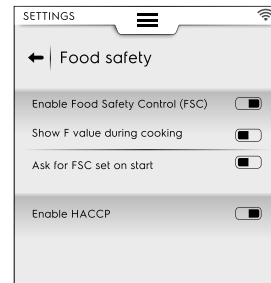 SETTINGS
Food safety
Enable Food Safety Control (FSC)
Show F value during cooking
Ask for FSC set on start
Enable HACCP